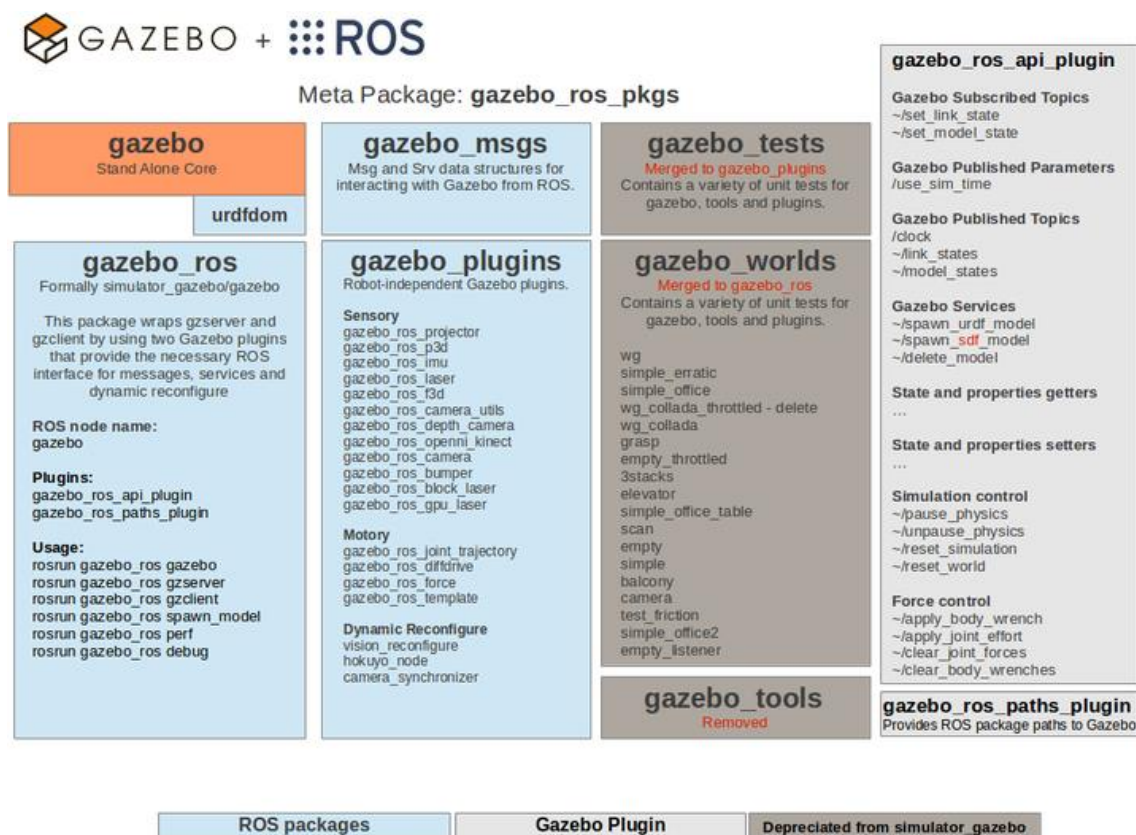 GAZEBO + ROS
Meta Package: gazebo_ros_pkgs
gazebo
Stand Alone Core
urdfdom
gazebo_ros
Formally simulator_gazebo/gazebo
This package wraps gzserver and
gzclient by using two Gazebo plugins
that provide the necessary ROS
interface for messages, services and
dynamic reconfigure
ROS node name:
gazebo
Plugins:
gazebo_ros_api_plugin
gazebo_ros_paths_plugin
Usage:
rosrun gazebo_ros gazebo
rosrun gazebo_ros gzserver
rosrun gazebo_ros gzclient
rosrun gazebo_ros spawn_model
rosrun gazebo_ros perf
rosrun gazebo_ros debug
gazebo_msgs
Msg and Srv data structures for
interacting with Gazebo from ROS.
gazebo_plugins
Robot-independent Gazebo plugins.
Sensory
gazebo_ros_projector
gazebo_ros_p3d
gazebo_ros_imu
gazebo_ros_laser
gazebo_ros_f3d
gazebo_ros_camera_utils
gazebo_ros_depth_camera
gazebo_ros_openni_kinect
gazebo_ros_camera
gazebo_ros_bumper
gazebo_ros_block_laser
gazebo_ros_gpu_laser
Motory
gazebo_ros_joint_trajectory
gazebo_ros_diffdrive
gazebo_ros_force
gazebo_ros_template
Dynamic Reconfigure
vision_reconfigure
hokuyo_node
camera_synchronizer
gazebo_tests
Merged to gazebo_plugins
Contains a variety of unit tests for
gazebo, tools and plugins.
gazebo_worlds
Merged to gazebo_ros
Contains a variety of unit tests for
gazebo, tools and plugins.
wg
simple_erratic
simple_office
wg_collada_throttled - delete
wg_collada
grasp
empty_throttled
3stacks
elevator
simple_office_table
scan
empty
simple
balcony
camera
test_friction
simple_office2
empty_listener
gazebo_tools
Removed
gazebo_ros_api_plugin
Gazebo Subscribed Topics
~/set_link_state
~/set_model_state
Gazebo Published Parameters
/use_sim_time
Gazebo Published Topics
/clock
~/link_states
~/model_states
Gazebo Services
~/spawn_urdf_model
~/spawn_sdf_model
~/delete_model
State and properties getters
...
State and properties setters
...
Simulation control
~/pause_physics
~/unpause_physics
~/reset_simulation
~/reset_world
Force control
~/apply_body_wrench
~/apply_joint_effort
~/clear_joint_forces
~/clear_body_wrenches
gazebo_ros_paths_plugin
Provides ROS package paths to Gazebo
ROS packages
Gazebo Plugin
Depreciated from simulator_gazebo